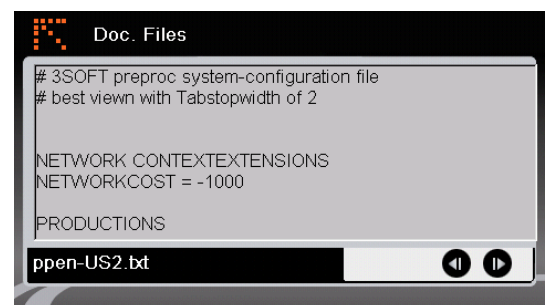 Doc. Files
# 3SOFT preproc system-configuration file
# best viewn with Tabstopwidth of 2
NETWORK CONTEXTEXTENSIONS
NETWORKCOST = -1000
PRODUCTIONS
ppen-US2.txt